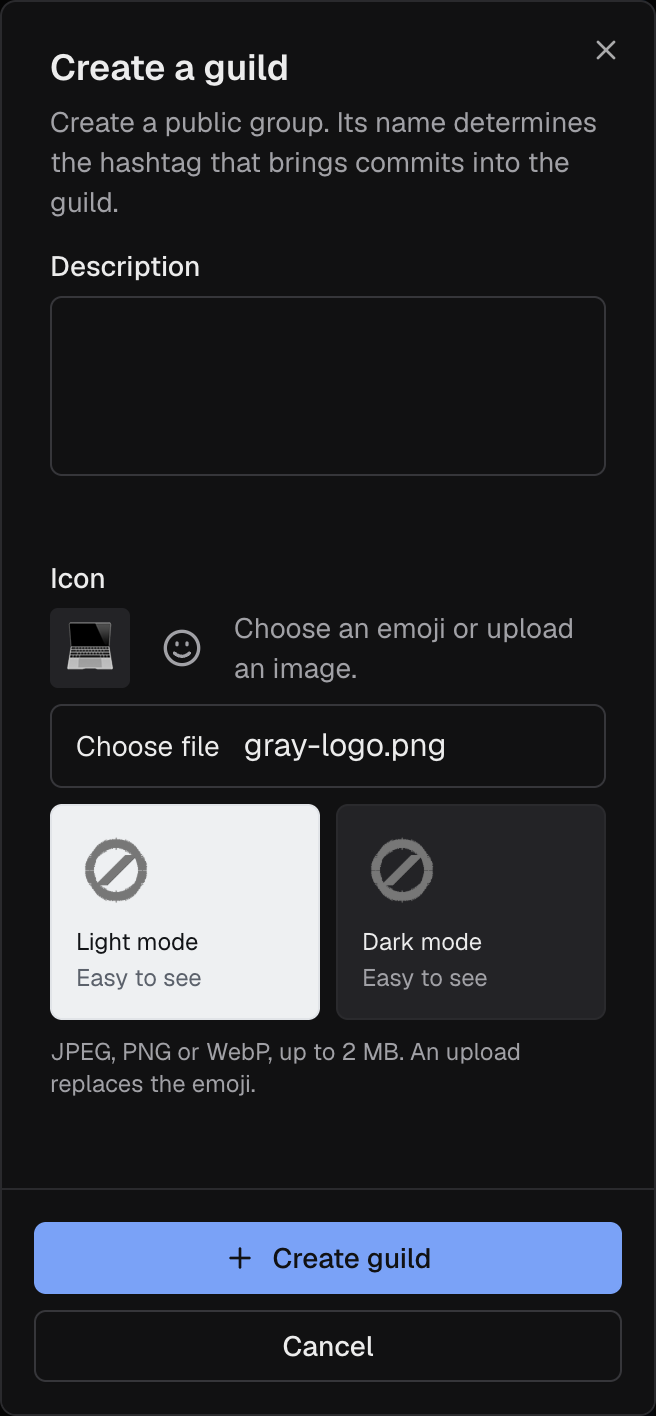 Create a guild
Create a public group. Its name determines
the hashtag that brings commits into the
guild.
Description
Icon
Choose an emoji or upload
an image.
Choose file gray-logo.png
Light mode
Easy to see
Dark mode
Easy to see
JPEG, PNG or WebP, up to 2 MB. An upload
replaces the emoji.
Create guild
Cancel